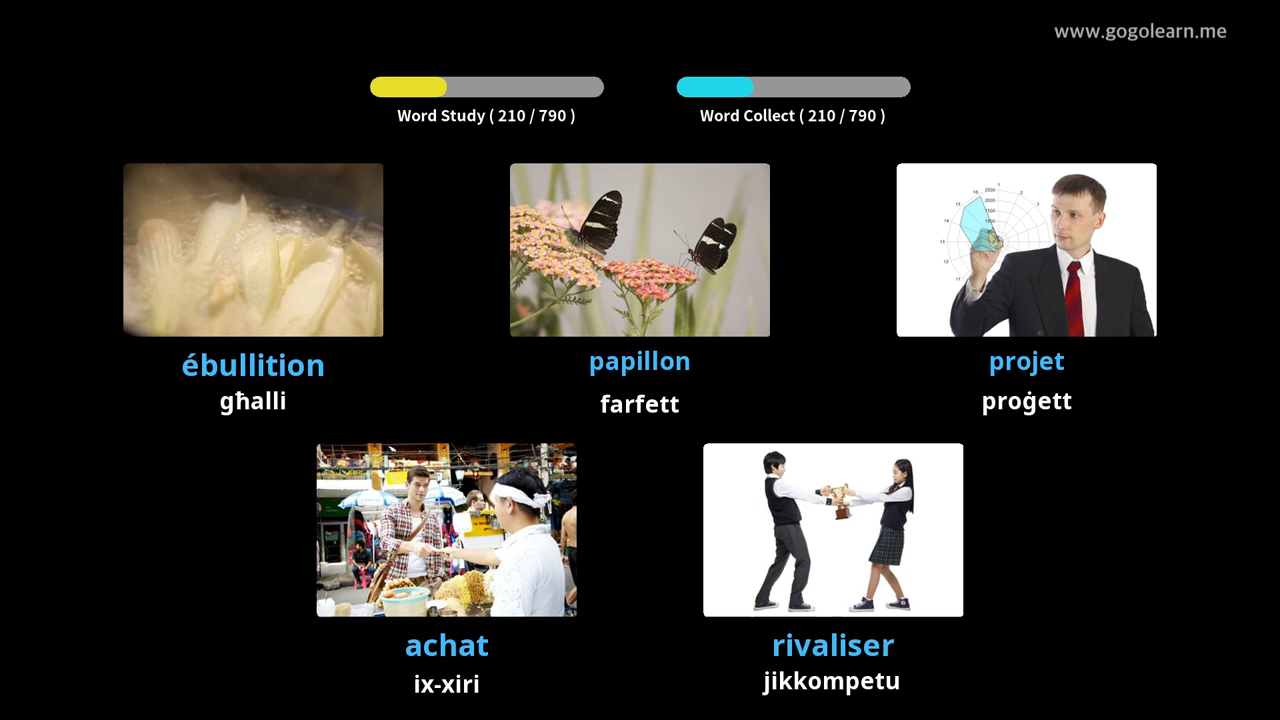 www.gogolearn.me
Word Study ( 210 / 790 )
Word Collect ( 210 / 790 )
ébullition
għalli
papillon
farfett
projet
proġett
achat
ix-xiri
rivaliser
jikkompetu